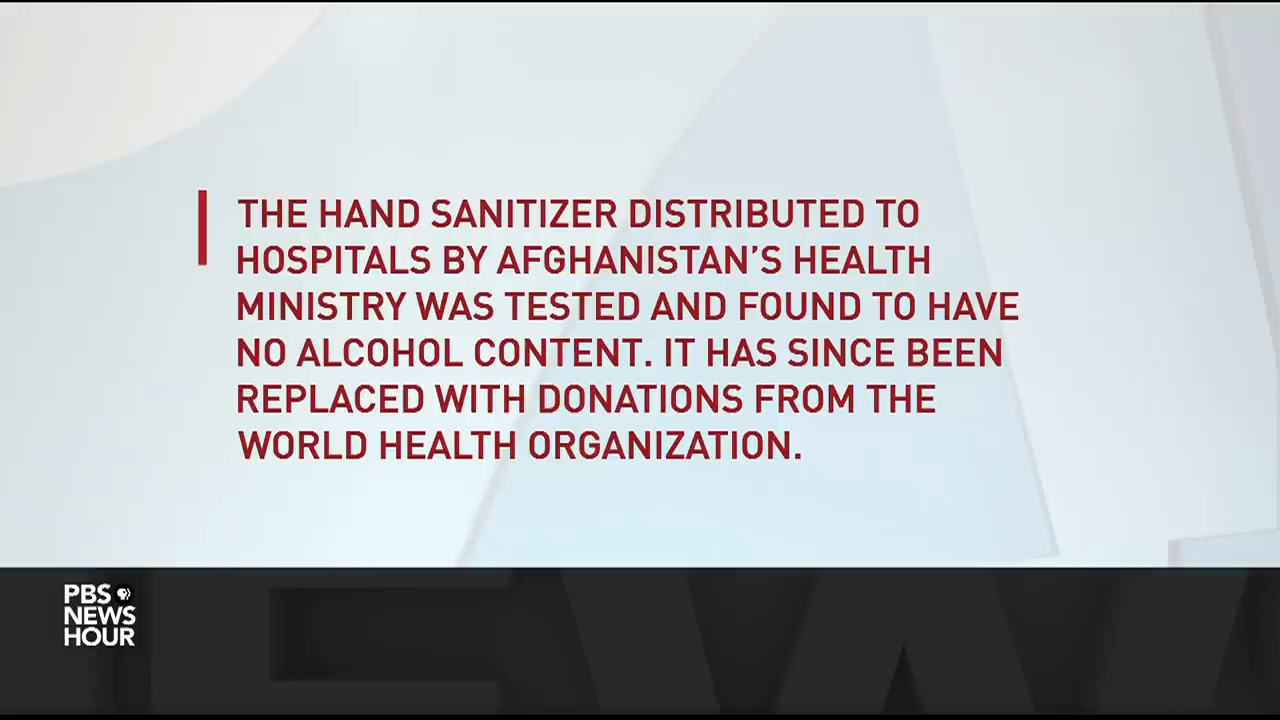 THE HAND SANITIZER DISTRIBUTED TO
HOSPITALS BY AFGHANISTAN'S HEALTH
MINISTRY WAS TESTED AND FOUND TO HAVE
NO ALCOHOL CONTENT. IT HAS SINCE BEEN
REPLACED WITH DONATIONS FROM THE
WORLD HEALTH ORGANIZATION.
PBS
NEWS
HOUR